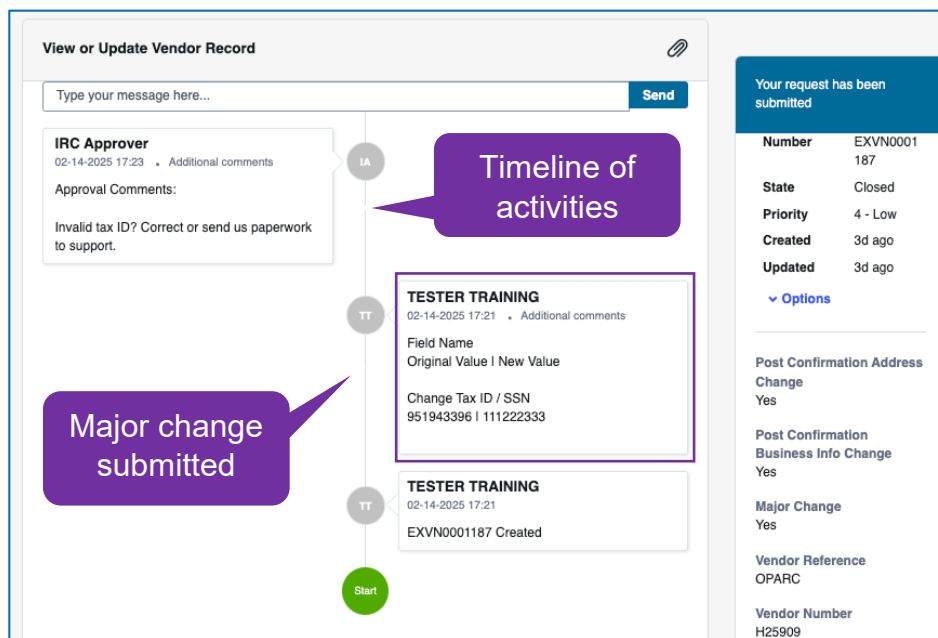 View or Update Vendor Record
Type your message here...
Send
IRC Approver
02-14-2025 17:23 • Additional comments
Approval Comments:
Invalid tax ID? Correct or send us paperwork
to support.
IA
Timeline of
activities
TT
TESTER TRAINING
02-14-2025 17:21 • Additional comments
Field Name
Original Value | New Value
Change Tax ID / SSN
951943396 | 111222333
Major change
submitted
TT
TESTER TRAINING
02-14-2025 17:21
EXVN0001187 Created
Start
Your request has been
submitted
Number EXVN0001
187
State Closed
Priority 4 - Low
Created 3d ago
Updated 3d ago
Options
Post Confirmation Address
Change
Yes
Post Confirmation
Business Info Change
Yes
Major Change
Yes
Vendor Reference
OPARC
Vendor Number
H25909